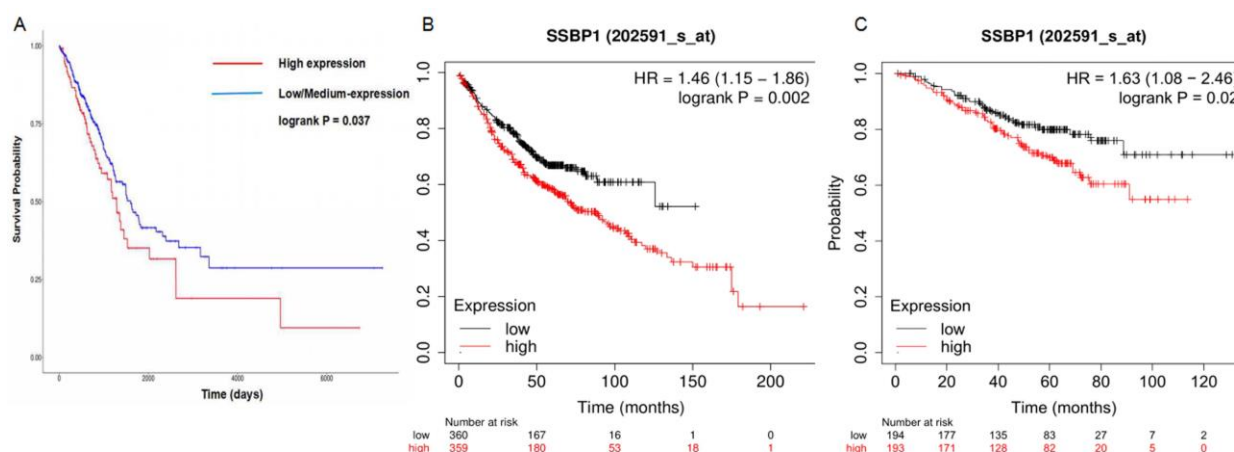 A
Survival Probability
1.00
0.75
0.50
0.25
0.00
High expression
Low/Medium-expression
logrank P = 0.037
0
2000
4000
6000
Time (days)
B
SSBP1 (202591_s_at)
HR = 1.46 (1.15 − 1.86)
logrank P = 0.002
1.0
0.8
0.6
0.4
0.2
0.0
Expression
low
high
0 50 100 150 200
Time (months)
Number at risk
low 360 167 16 1 0
high 359 180 53 18 1
C
SSBP1 (202591_s_at)
HR = 1.63 (1.08 − 2.46)
logrank P = 0.02
Probability
1.0
0.8
0.6
0.4
0.2
0.0
Expression
low
high
0 20 40 60 80 100 120
Time (months)
Number at risk
low 194 177 135 83 27 7 2
high 193 171 128 82 20 5 0